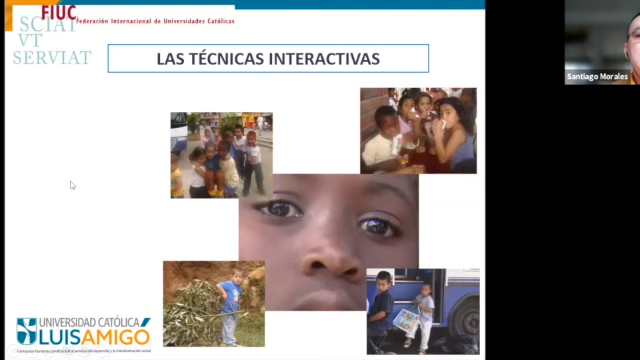 FIUC
Federación Internacional de Universidades Católicas
SCIAT
VT
SERVIAT
LAS TÉCNICAS INTERACTIVAS
Santiago Morales
UNIVERSIDAD CATÓLICA
LUIS AMIGÓ